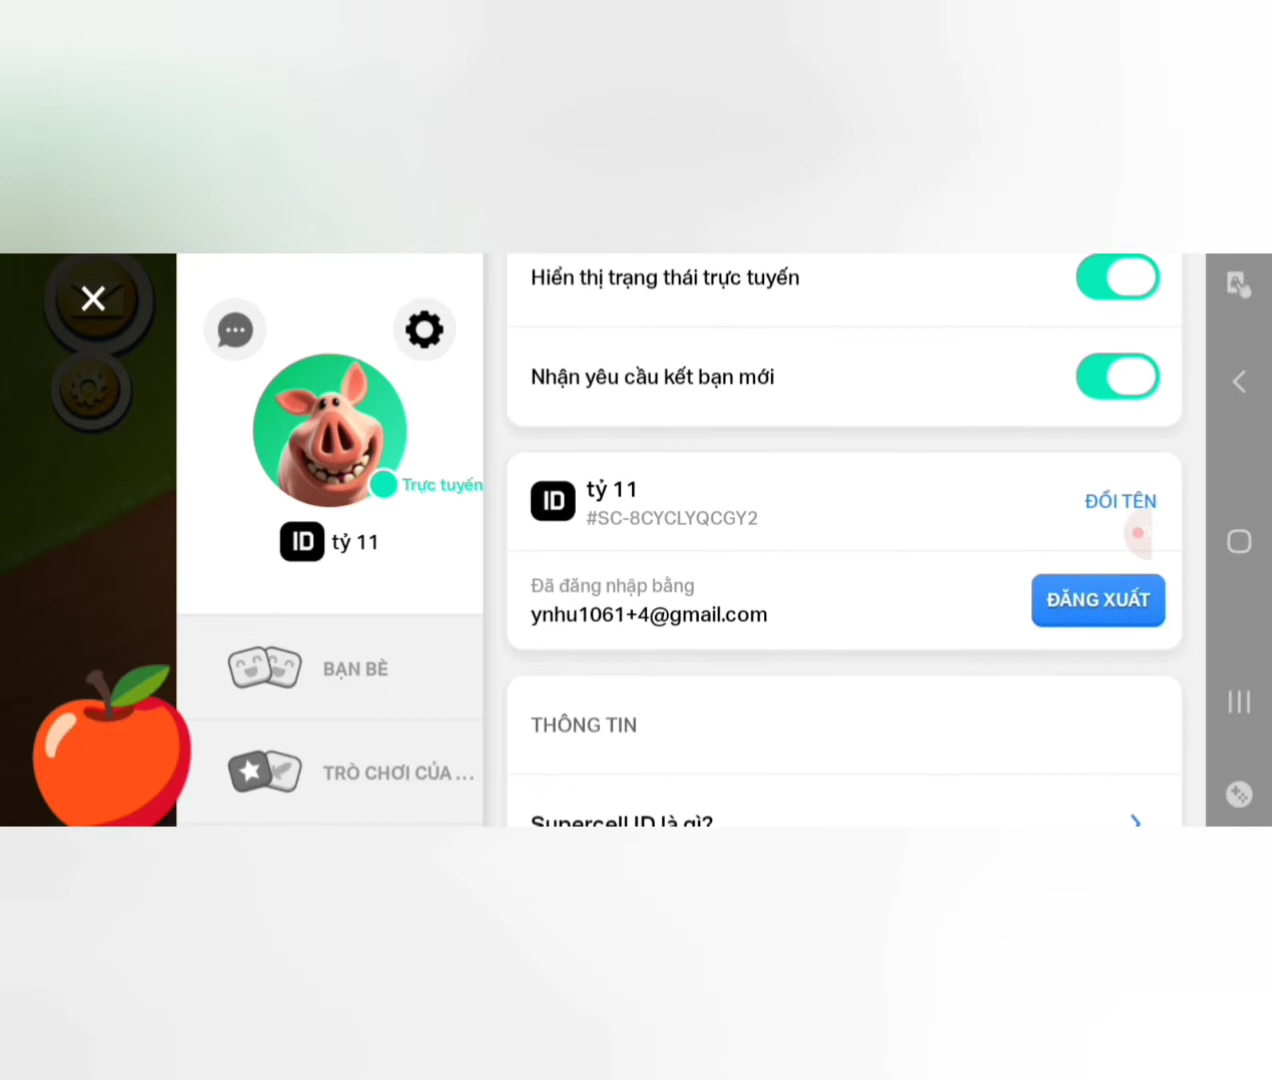 Hiển thị trạng thái trực tuyến
Nhận yêu cầu kết bạn mới
Trực tuyến
ID tỷ 11
ID tỷ 11
#SC-8CYCLYQCGY2
ĐỔI TÊN
Đã đăng nhập bằng
ynhu1061+4@gmail.com
ĐĂNG XUẤT
BẠN BÈ
TRÒ CHƠI CỦA ...
THÔNG TIN
Supercell ID là gì?